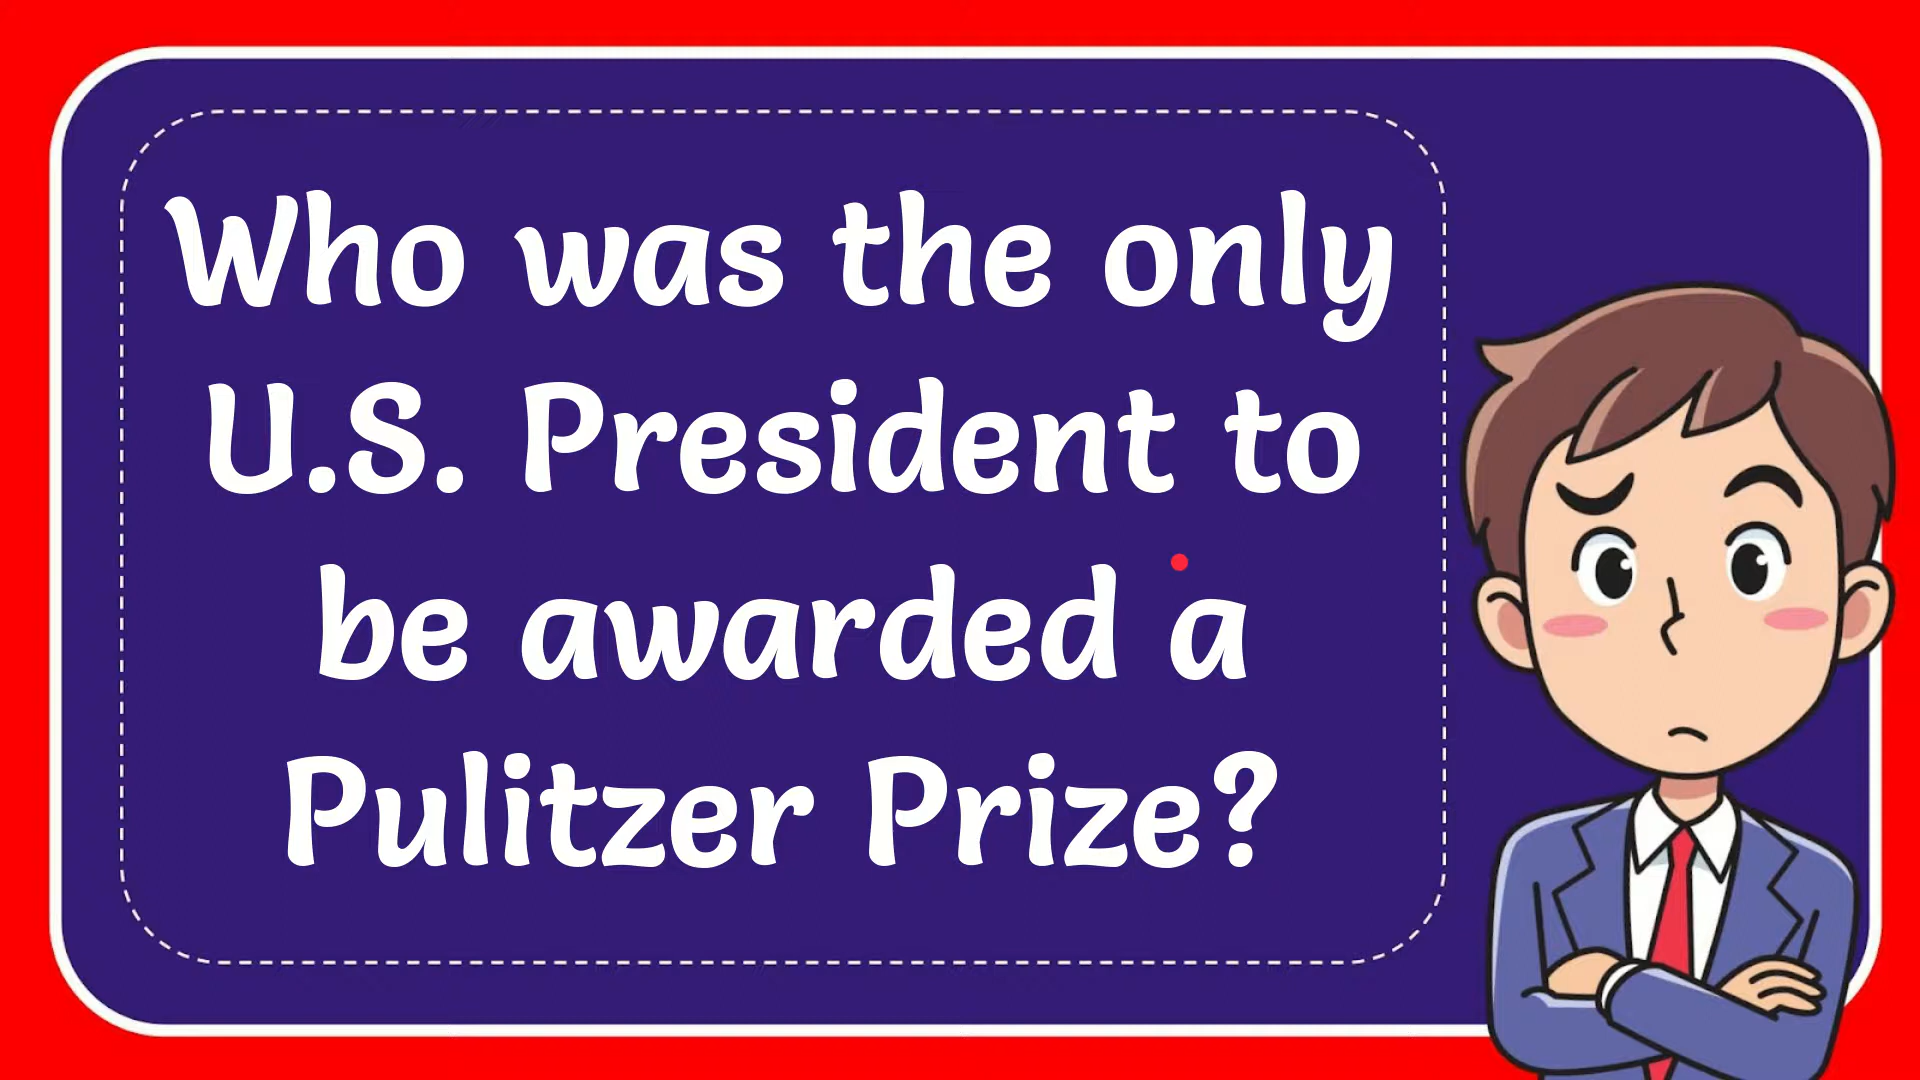 Who was the only
U.S. President to
be awarded a
Pulitzer Prize?